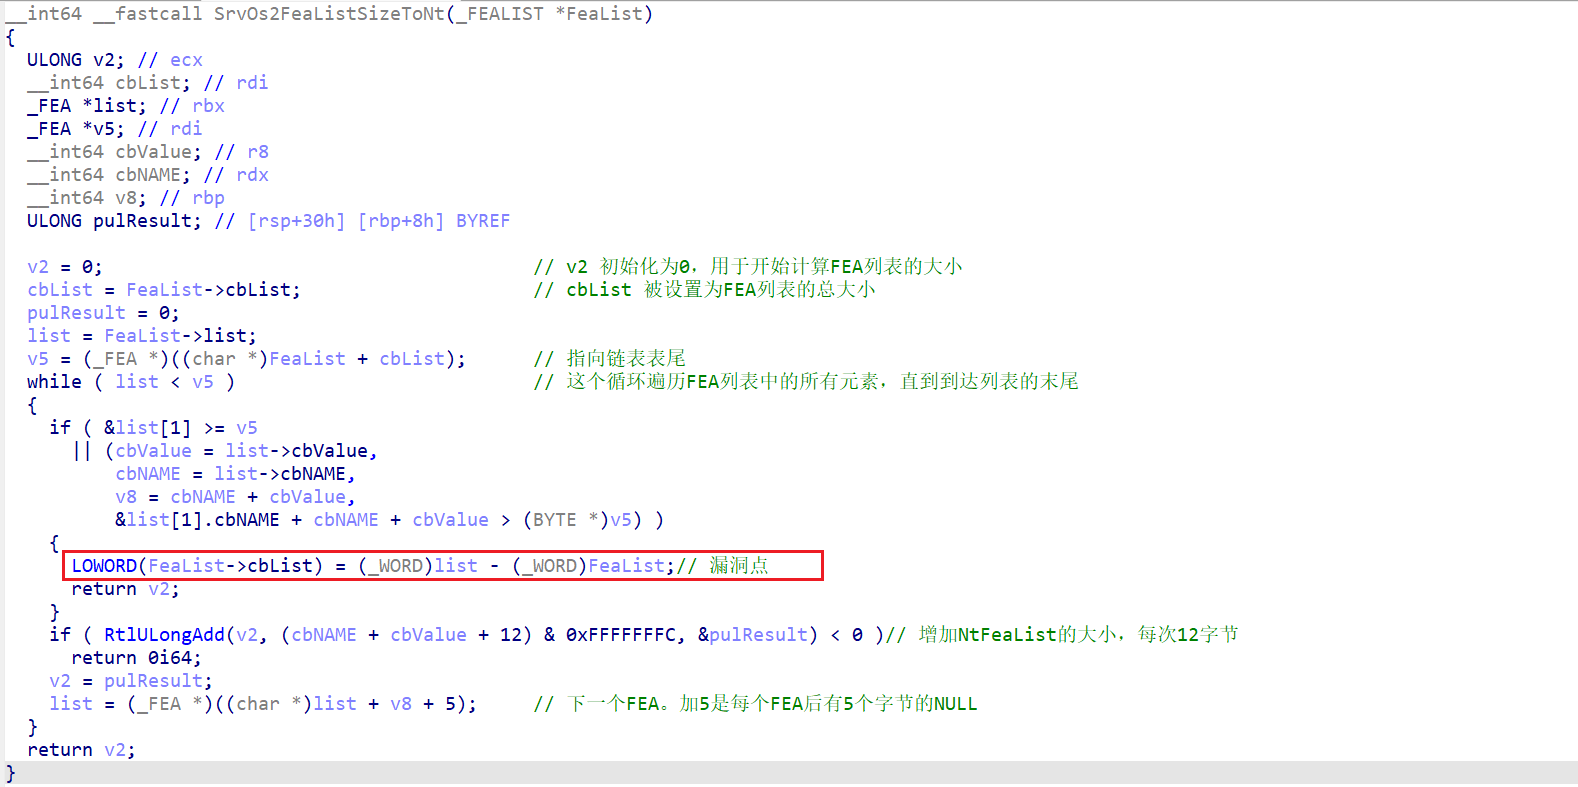 __int64 __fastcall SrvOs2FeaListSizeToNt(_FEALIST *FeaList)
{
  ULONG v2; // ecx
  __int64 cbList; // rdi
  _FEA *list; // rbx
  _FEA *v5; // rdi
  __int64 cbValue; // r8
  __int64 cbNAME; // rdx
  __int64 v8; // rbp
  ULONG pulResult; // [rsp+30h] [rbp+8h] BYREF

  v2 = 0;                                       // v2 初始化为0，用于开始计算FEA列表的大小
  cbList = FeaList->cbList;                     // cbList 被设置为FEA列表的总大小
  pulResult = 0;
  list = FeaList->list;
  v5 = (_FEA *)((char *)FeaList + cbList);      // 指向链表表尾
  while ( list < v5 )                           // 这个循环遍历FEA列表中的所有元素，直到到达列表的末尾
  {
    if ( &list[1] >= v5
      || (cbValue = list->cbValue,
          cbNAME = list->cbNAME,
          v8 = cbNAME + cbValue,
          &list[1].cbNAME + cbNAME + cbValue > (BYTE *)v5) )
    {
      LOWORD(FeaList->cbList) = (_WORD)list - (_WORD)FeaList;// 漏洞点
      return v2;
    }
    if ( RtlULongAdd(v2, (cbNAME + cbValue + 12) & 0xFFFFFFFC, &pulResult) < 0 )// 增加NtFeaList的大小，每次12字节
      return 0i64;
    v2 = pulResult;
    list = (_FEA *)((char *)list + v8 + 5);     // 下一个FEA。加5是每个FEA后有5个字节的NULL
  }
  return v2;
}